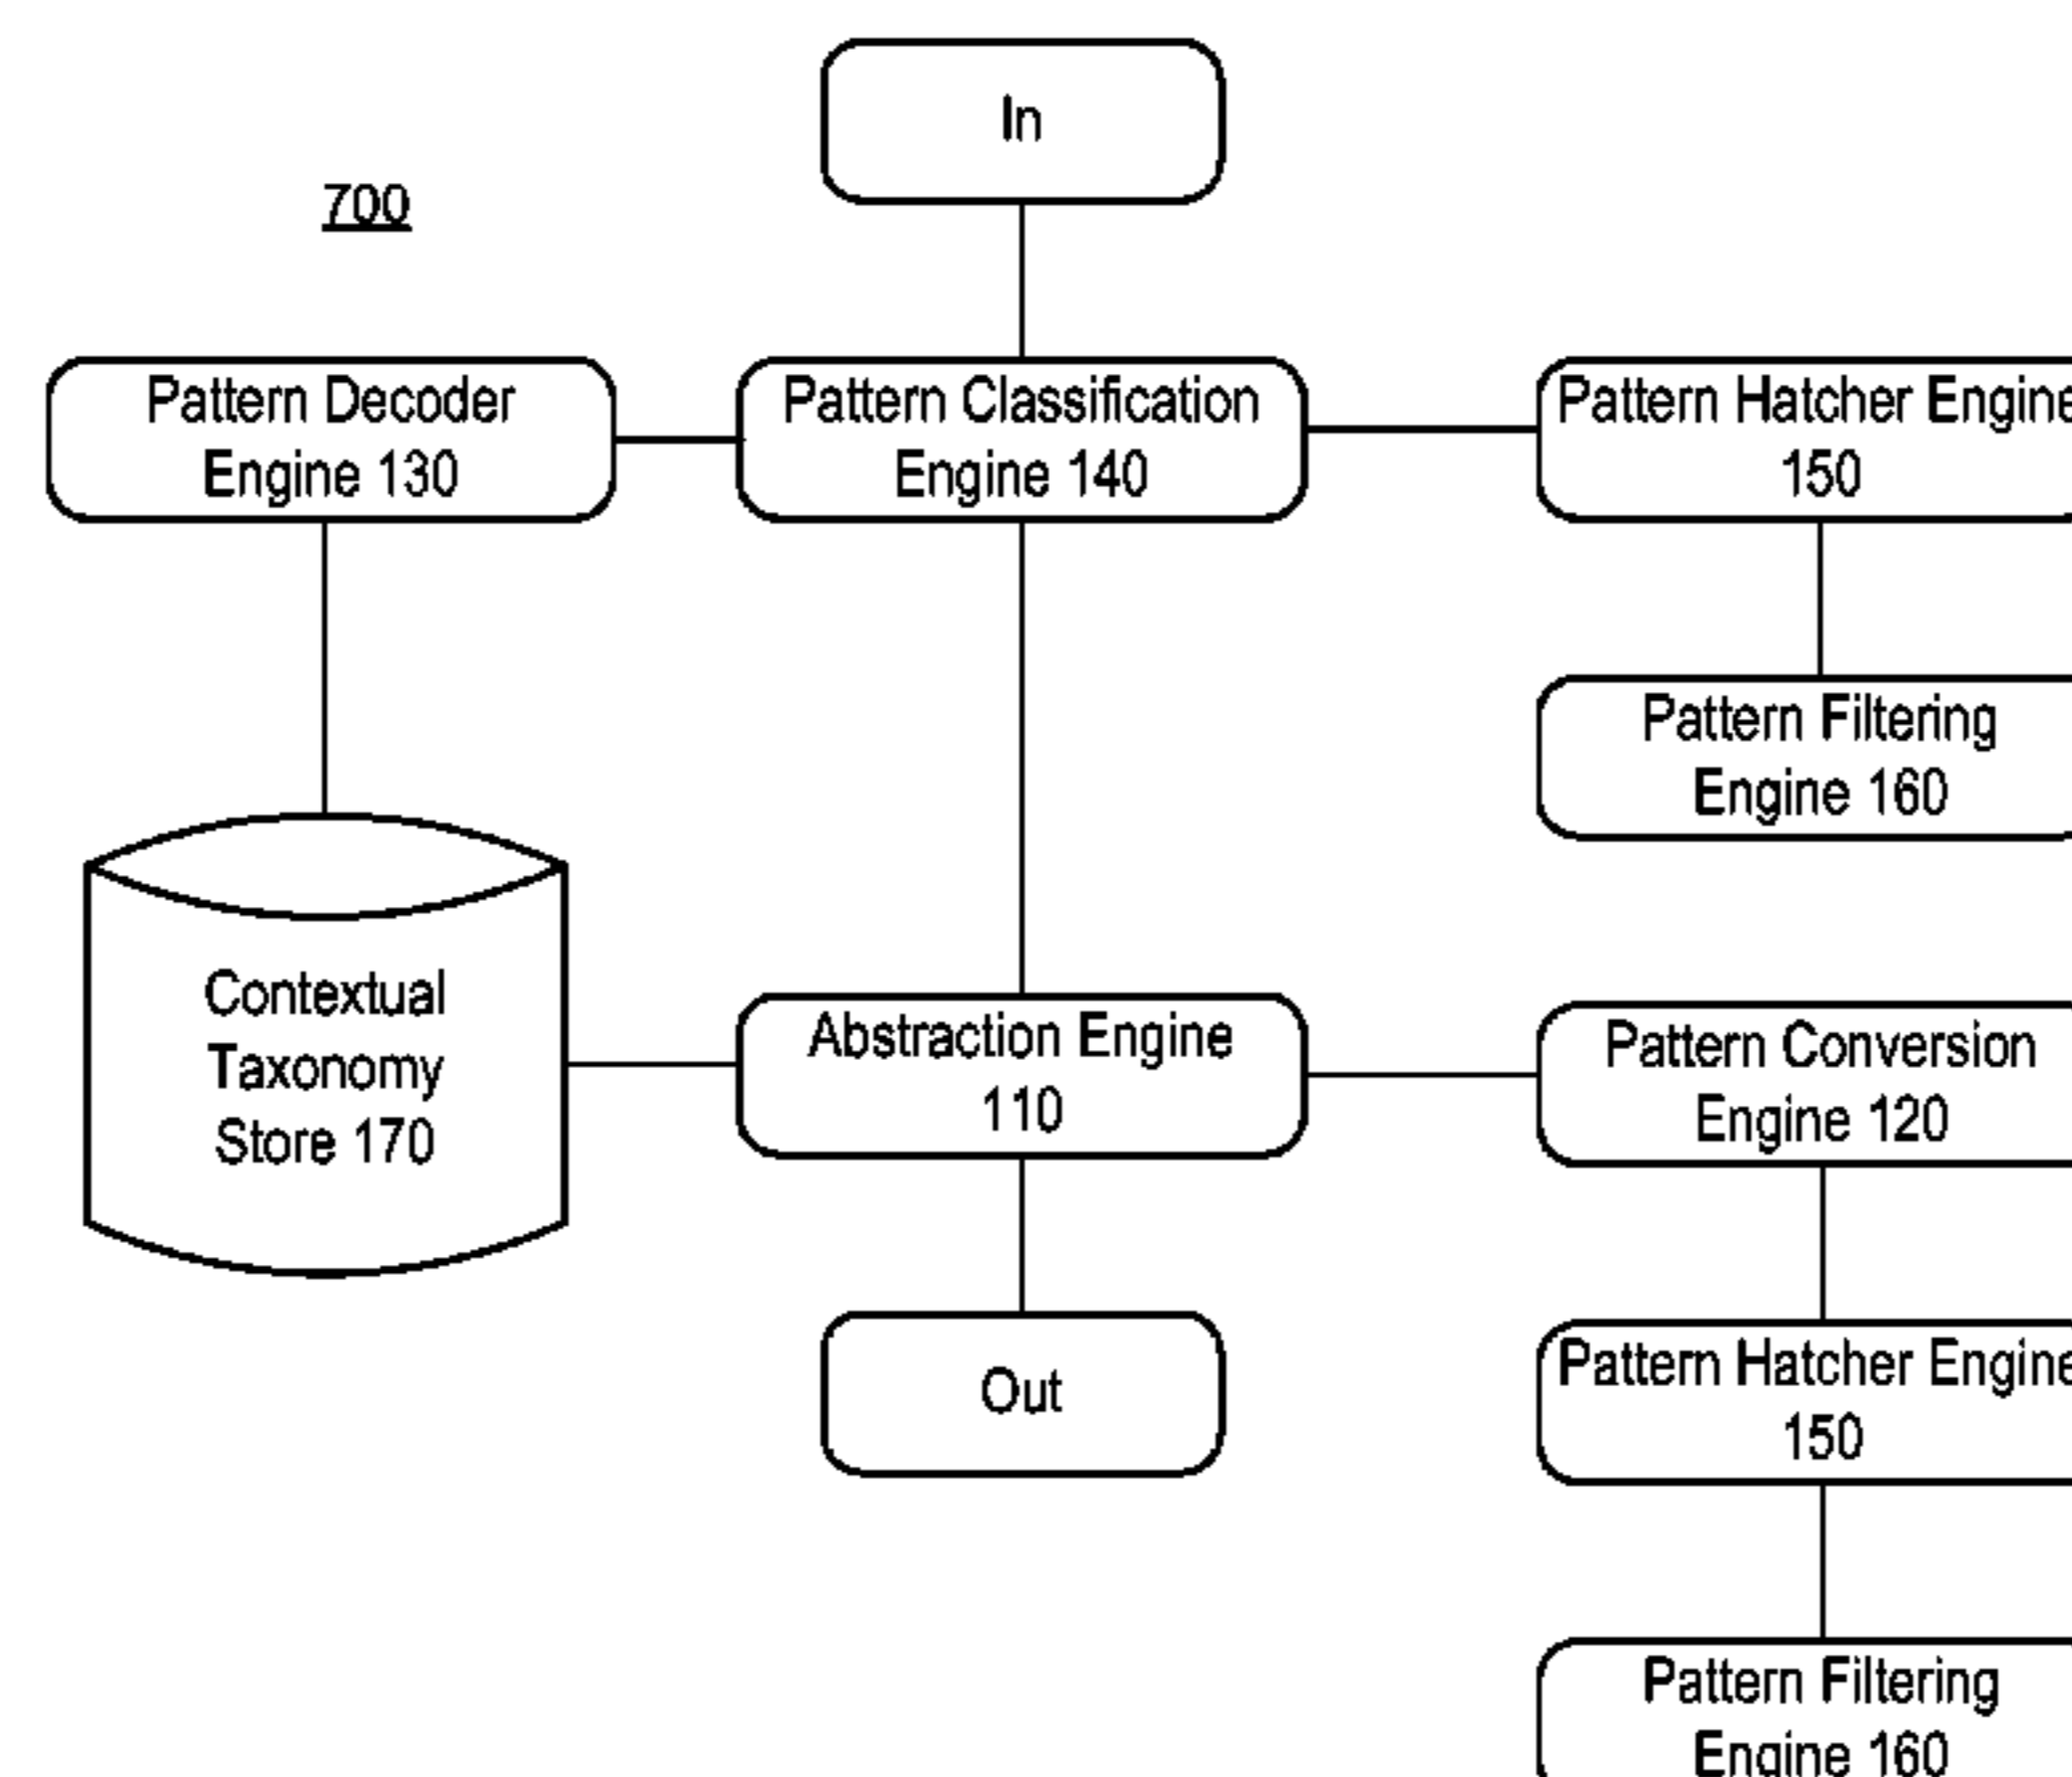 In
700
Pattern Decoder
Engine 130
Pattern Classification
Engine 140
Pattern Hatcher Engine
150
Pattern Filtering
Engine 160
Contextual
Taxonomy
Store 170
Abstraction Engine
110
Pattern Conversion
Engine 120
Out
Pattern Hatcher Engine
150
Pattern Filtering
Engine 160